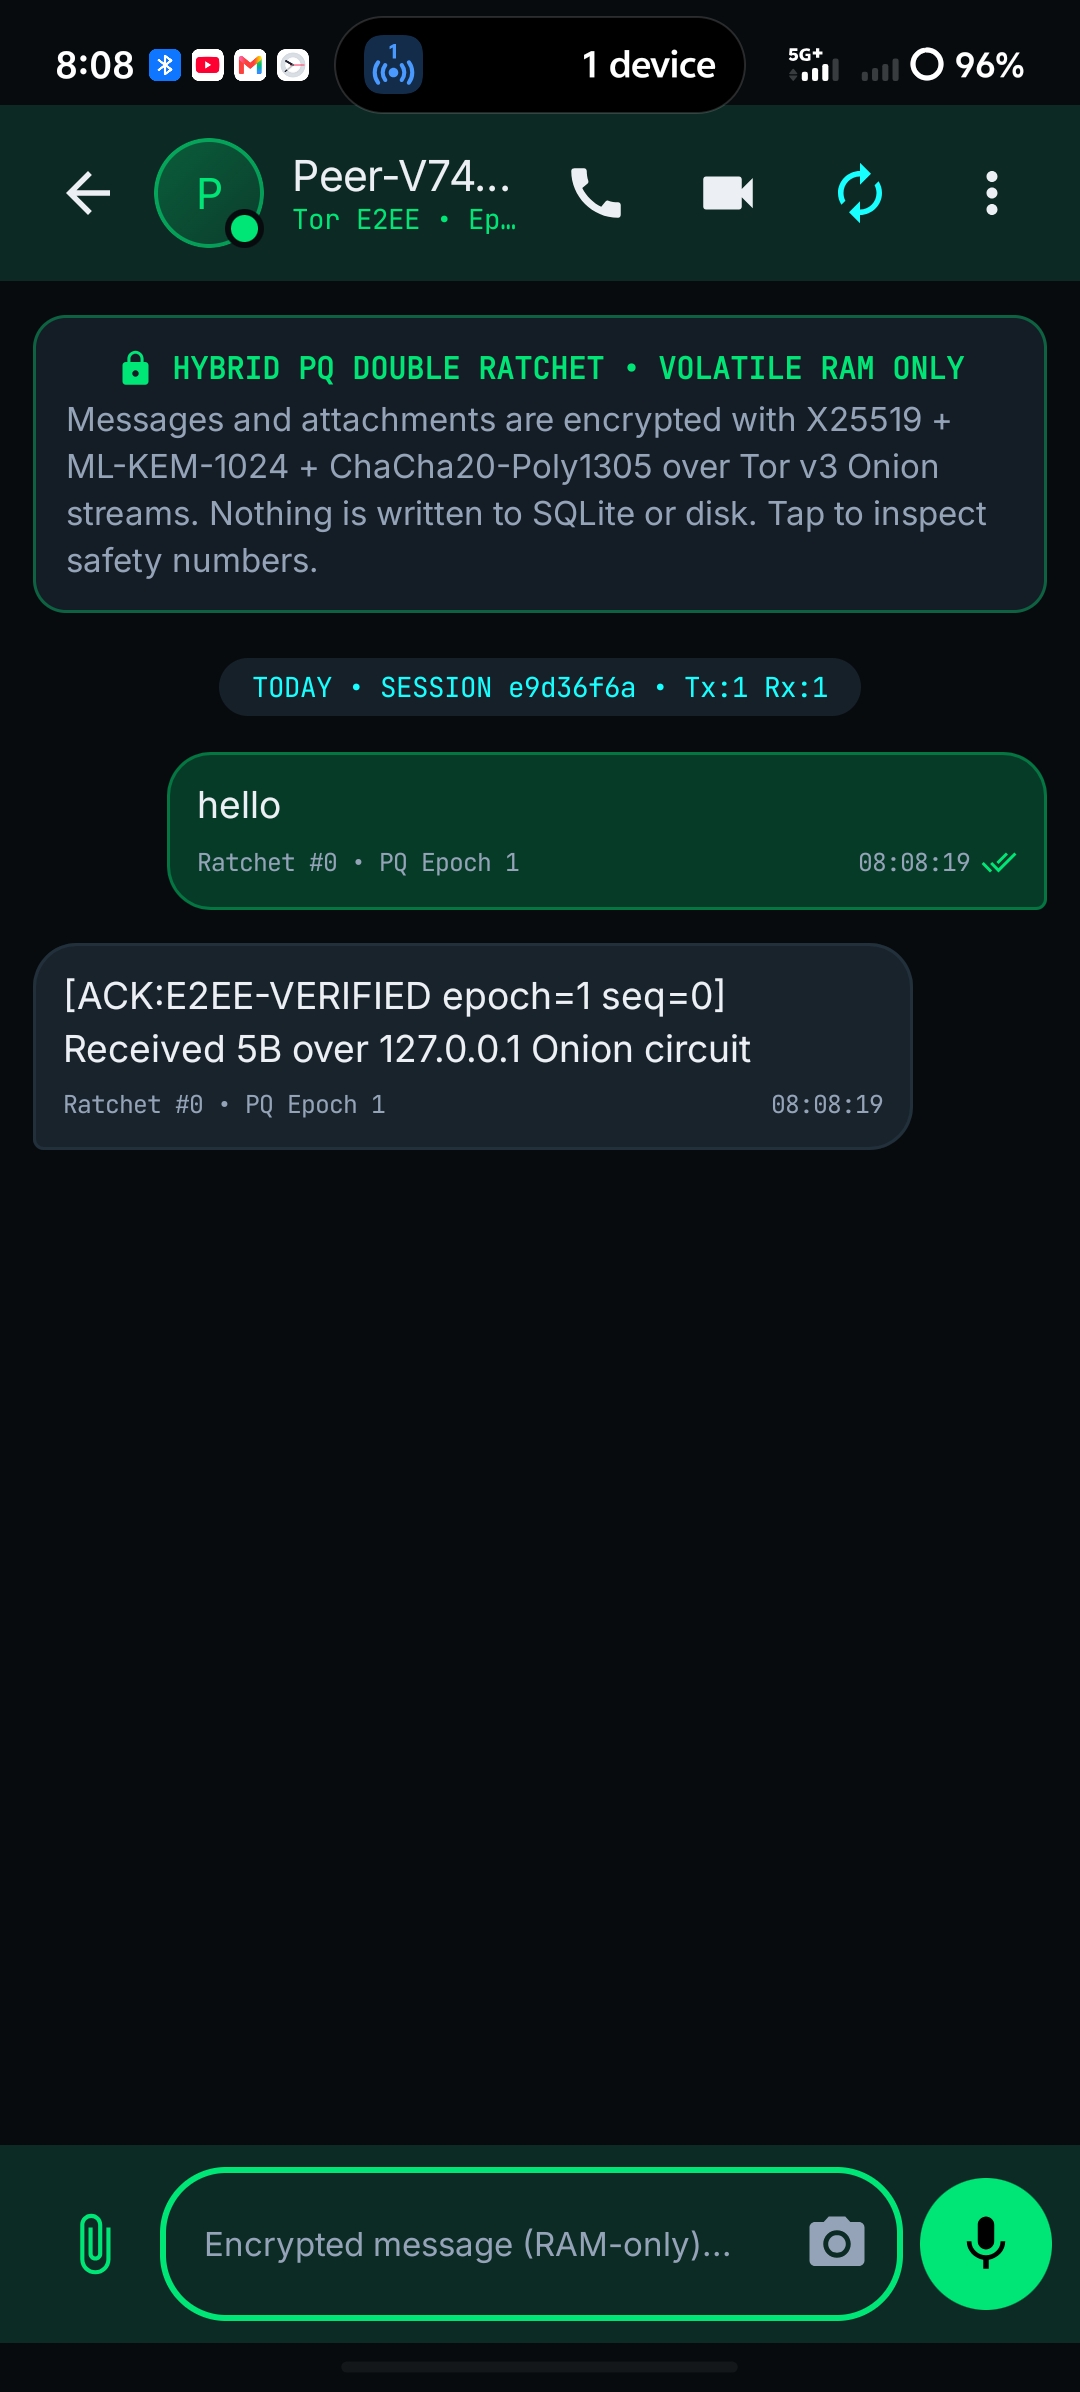 8:08
1
1 device
5G+
96%
P
Peer-V74...
Tor E2EE • Ep…
HYBRID PQ DOUBLE RATCHET • VOLATILE RAM ONLY
Messages and attachments are encrypted with X25519 +
ML-KEM-1024 + ChaCha20-Poly1305 over Tor v3 Onion
streams. Nothing is written to SQLite or disk. Tap to inspect
safety numbers.
TODAY • SESSION e9d36f6a • Tx:1 Rx:1
hello
Ratchet #0 • PQ Epoch 1 08:08:19
[ACK:E2EE-VERIFIED epoch=1 seq=0]
Received 5B over 127.0.0.1 Onion circuit
Ratchet #0 • PQ Epoch 1 08:08:19
Encrypted message (RAM-only)...